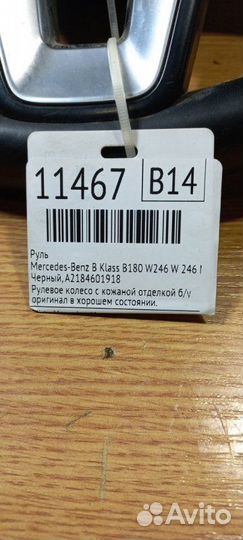 11467 B14
Руль
Mercedes-Benz B Klass B180 W246 W 246
Черный,A2184601918
Рулевое колесо с кожаной отделкой б/у
оригинал в хорошем состоянии.
Avito